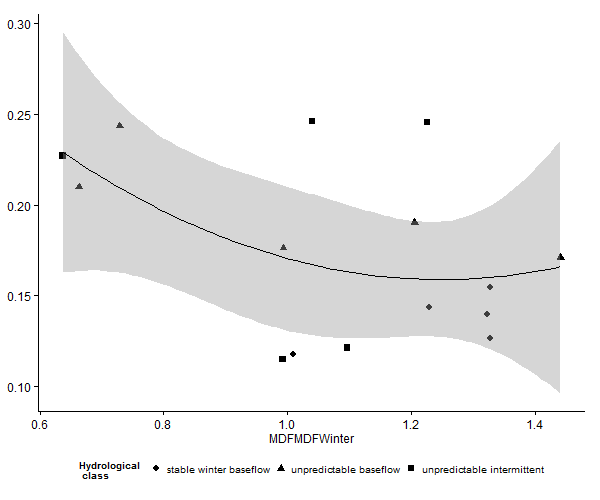 0.30
0.25
0.20
0.15
0.10
0.6 0.8 1.0 1.2 1.4
MDFMDFWinter
Hydrological stable winter baseflow unpredictable baseflow unpredictable intermittent
class